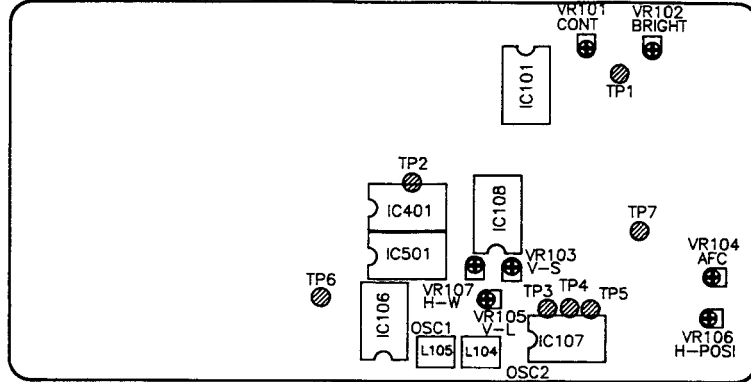 VR101
CONT
VR102
BRIGHT
IC101
TP1
TP2
IC401
IC108
IC501
TP7
VR103
V-S
VR104
AFC
TP6
IC106
VR107
H-W
TP3
TP4
TP5
VR105
V-L
OSC1
L105
L104
IC107
OSC2
VR106
H-POSI